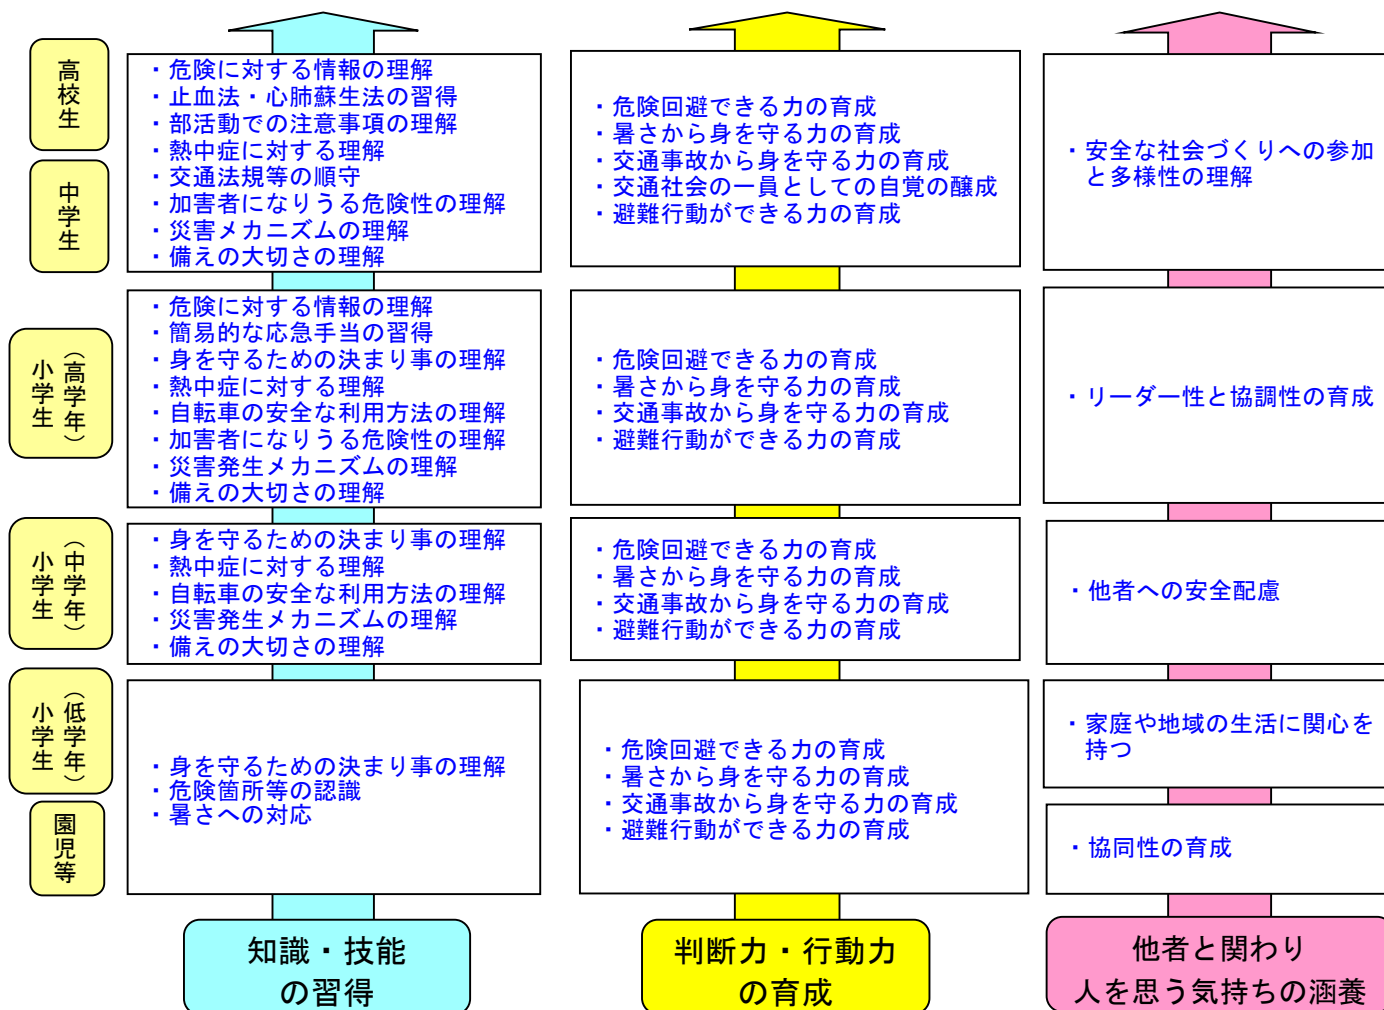 高校生
中学生
・危険に対する情報の理解
・止血法・心肺蘇生法の習得
・部活動での注意事項の理解
・熱中症に対する理解
・交通法規等の順守
・加害者になりうる危険性の理解
・災害メカニズムの理解
・備えの大切さの理解
・危険回避できる力の育成
・暑さから身を守る力の育成
・交通事故から身を守る力の育成
・交通社会の一員としての自覚の醸成
・避難行動ができる力の育成
・安全な社会づくりへの参加
と多様性の理解
小学生
（高学年）
・危険に対する情報の理解
・簡易的な応急手当の習得
・身を守るための決まり事の理解
・熱中症に対する理解
・自転車の安全な利用方法の理解
・加害者になりうる危険性の理解
・災害発生メカニズムの理解
・備えの大切さの理解
・危険回避できる力の育成
・暑さから身を守る力の育成
・交通事故から身を守る力の育成
・避難行動ができる力の育成
・リーダー性と協調性の育成
小学生
（中学年）
・身を守るための決まり事の理解
・熱中症に対する理解
・自転車の安全な利用方法の理解
・災害発生メカニズムの理解
・備えの大切さの理解
・危険回避できる力の育成
・暑さから身を守る力の育成
・交通事故から身を守る力の育成
・避難行動ができる力の育成
・他者への安全配慮
小学生
（低学年）
園児等
・身を守るための決まり事の理解
・危険箇所等の認識
・暑さへの対応
・危険回避できる力の育成
・暑さから身を守る力の育成
・交通事故から身を守る力の育成
・避難行動ができる力の育成
・家庭や地域の生活に関心を
持つ
・協同性の育成
知識・技能
の習得
判断力・行動力
の育成
他者と関わり
人を思う気持ちの涵養